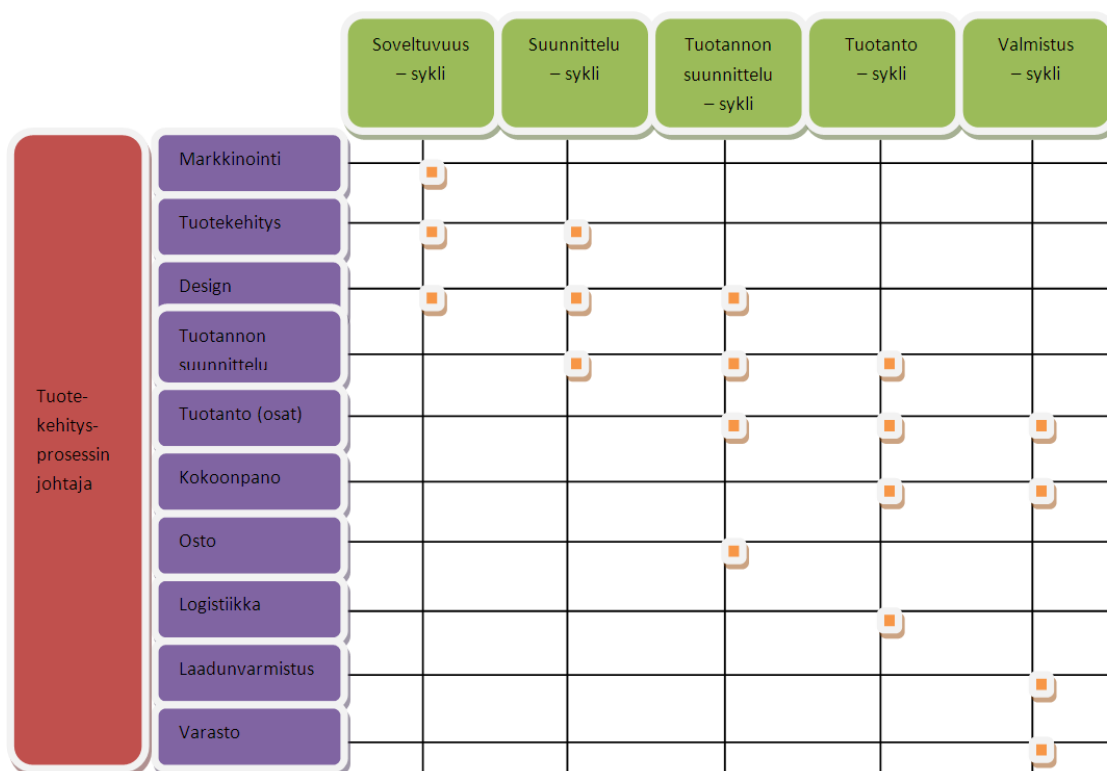 Soveltuvuus
– sykli
Suunnittelu
– sykli
Tuotannon
suunnittelu
– sykli
Tuotanto
– sykli
Valmistus
– sykli
Tuote-
kehitys-
prosessin
johtaja
Markkinointi
Tuotekehitys
Design
Tuotannon
suunnittelu
Tuotanto (osat)
Kokoonpano
Osto
Logistiikka
Laadunvarmistus
Varasto